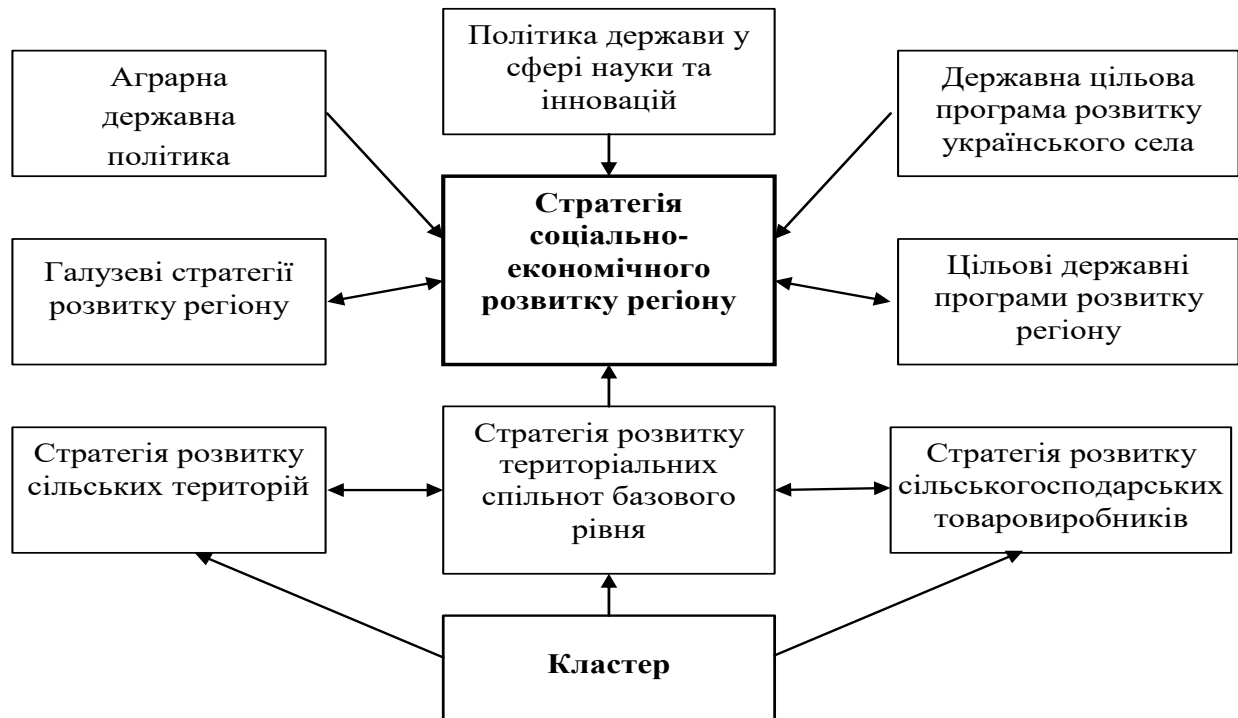 Політика держави у
сфері науки та
інновацій
Аграрна
державна
політика
Державна цільова
програма розвитку
українського села
Стратегія
соціально-
економічного
розвитку регіону
Галузеві стратегії
розвитку регіону
Цільові державні
програми розвитку
регіону
Стратегія розвитку
сільських територій
Стратегія розвитку
територіальних
спільнот базового
рівня
Стратегія розвитку
сільськогосподарських
товаровиробників
Кластер